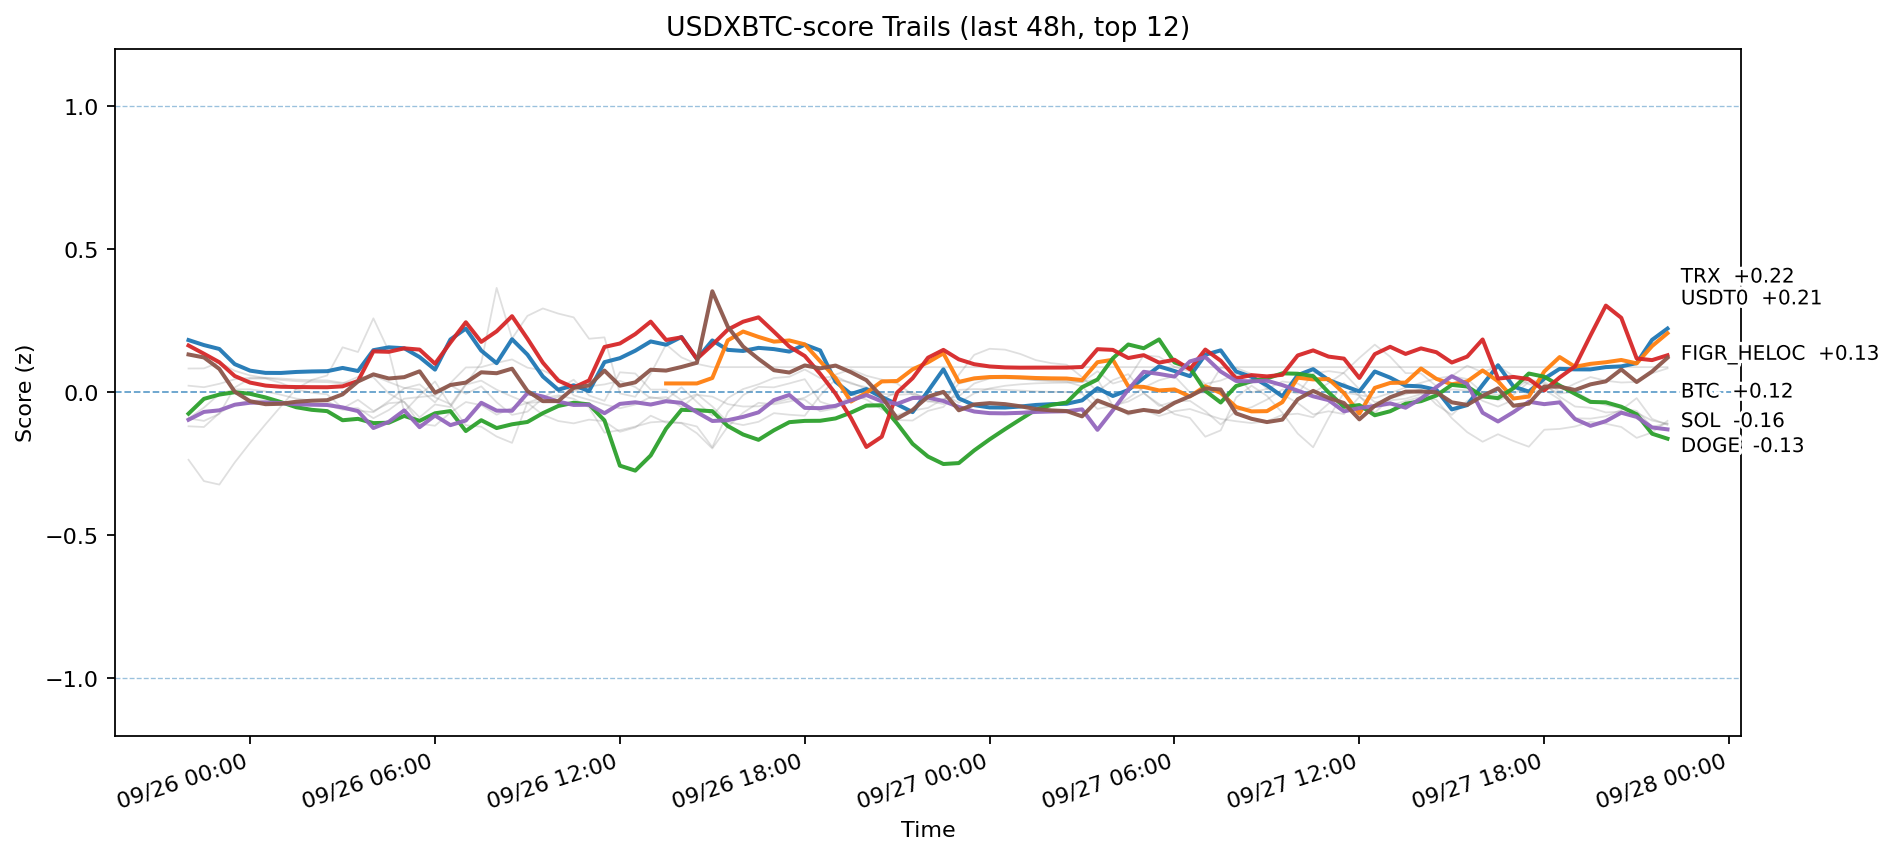 USDXBTC-score Trails (last 48h, top 12)
Score (z)
1.0
0.5
0.0
−0.5
−1.0
TRX +0.22
USDT0 +0.21
FIGR_HELOC +0.13
BTC +0.12
SOL -0.16
DOGE -0.13
09/26 00:00
09/26 06:00
09/26 12:00
09/26 18:00
09/27 00:00
09/27 06:00
09/27 12:00
09/27 18:00
09/28 00:00
Time